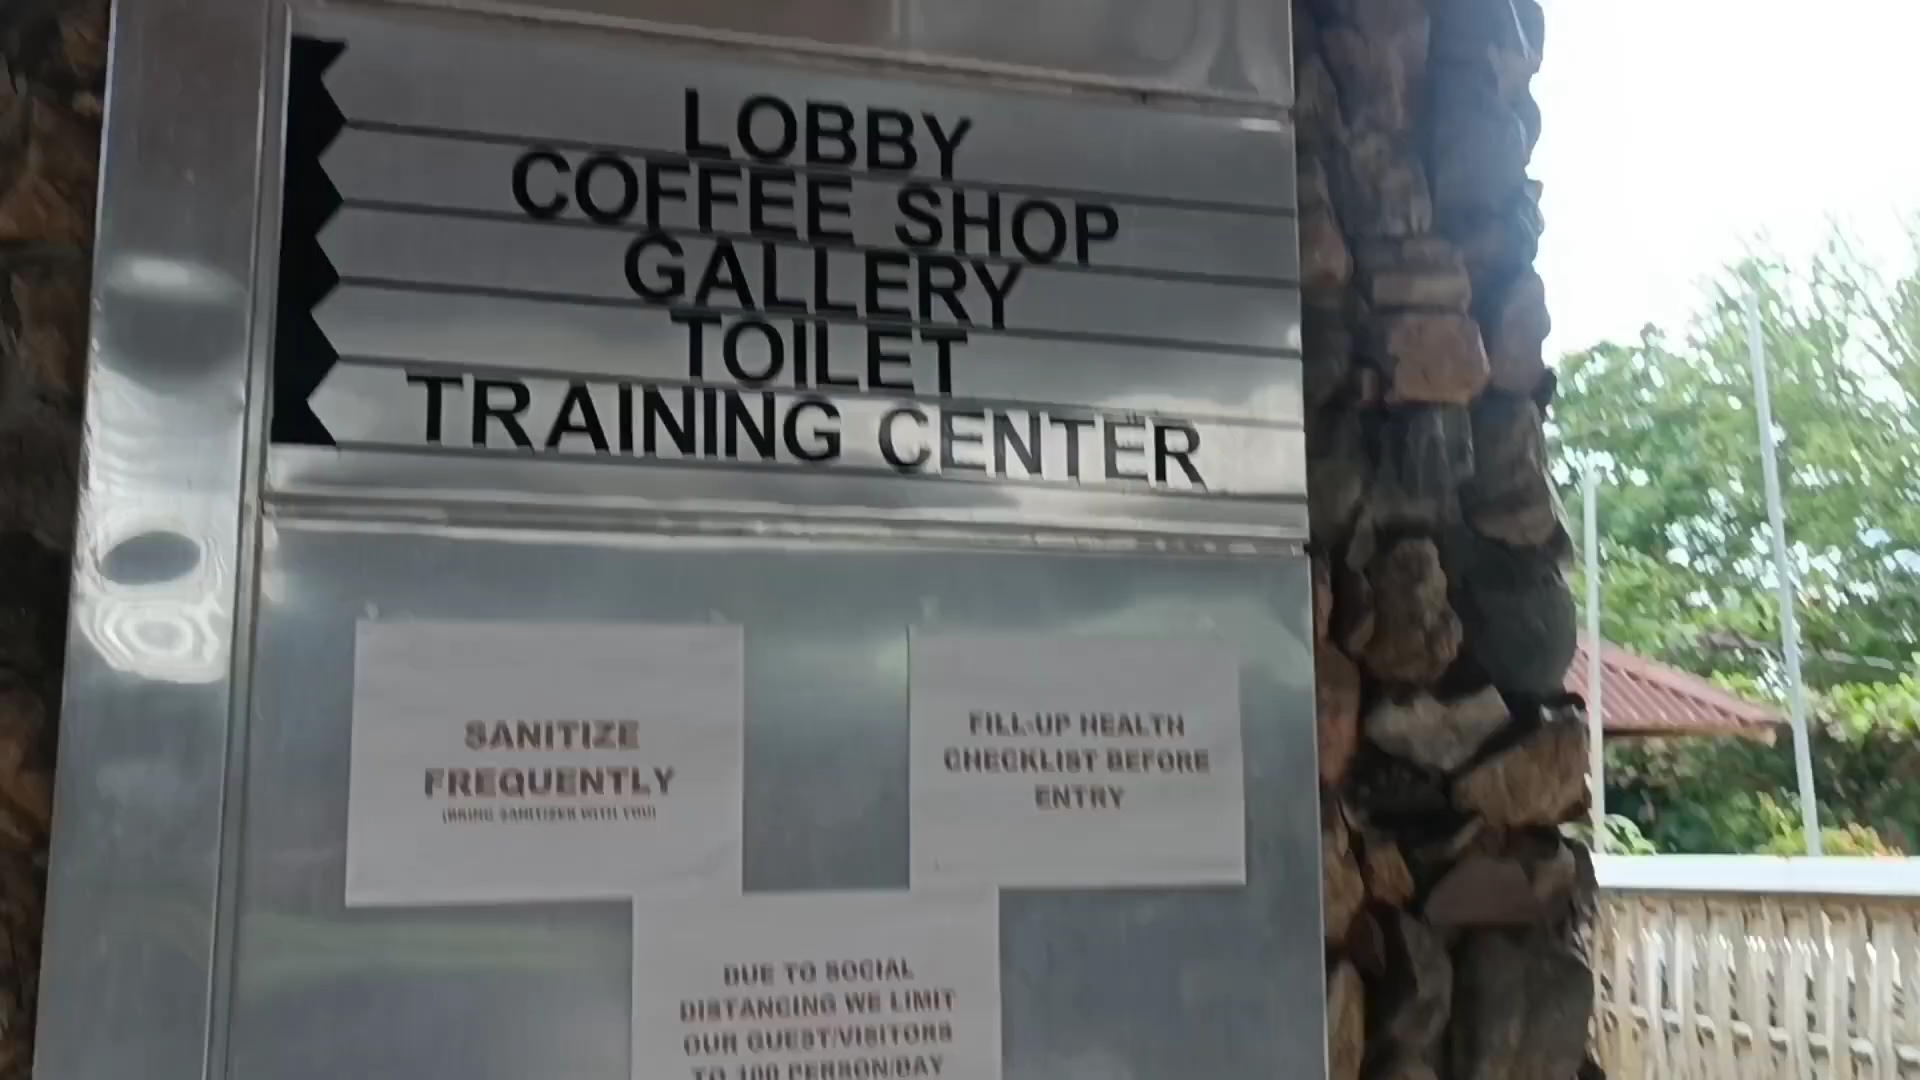 LOBBY
COFFEE SHOP
GALLERY
TOILET
TRAINING CENTER
SANITIZE
FREQUENTLY
(BRING SANITIZER WITH YOU)
FILL-UP HEALTH
CHECKLIST BEFORE
ENTRY
DUE TO SOCIAL
DISTANCING WE LIMIT
OUR GUEST/VISITORS
TO 100 PERSON/DAY